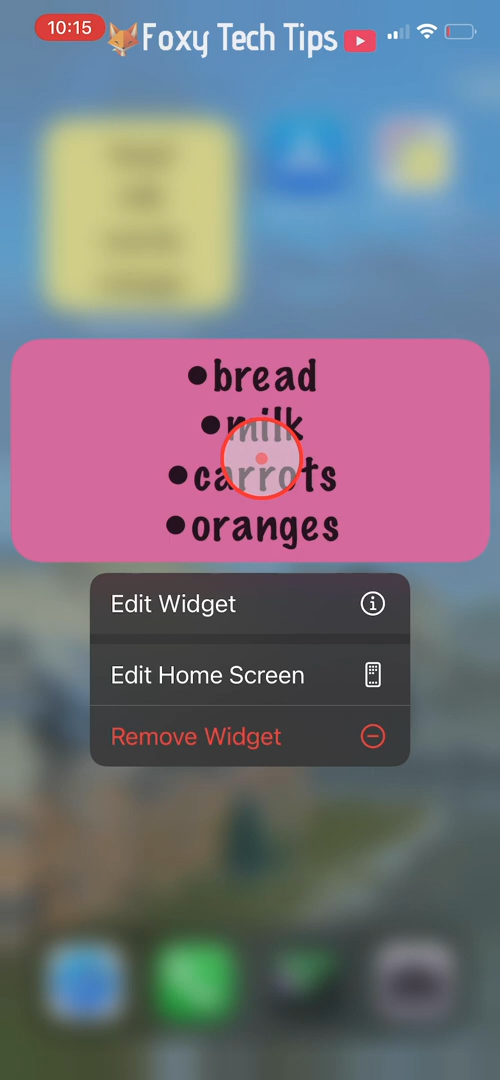 10:15
Foxy Tech Tips
•bread
•milk
•carrots
•oranges
Edit Widget
Edit Home Screen
Remove Widget